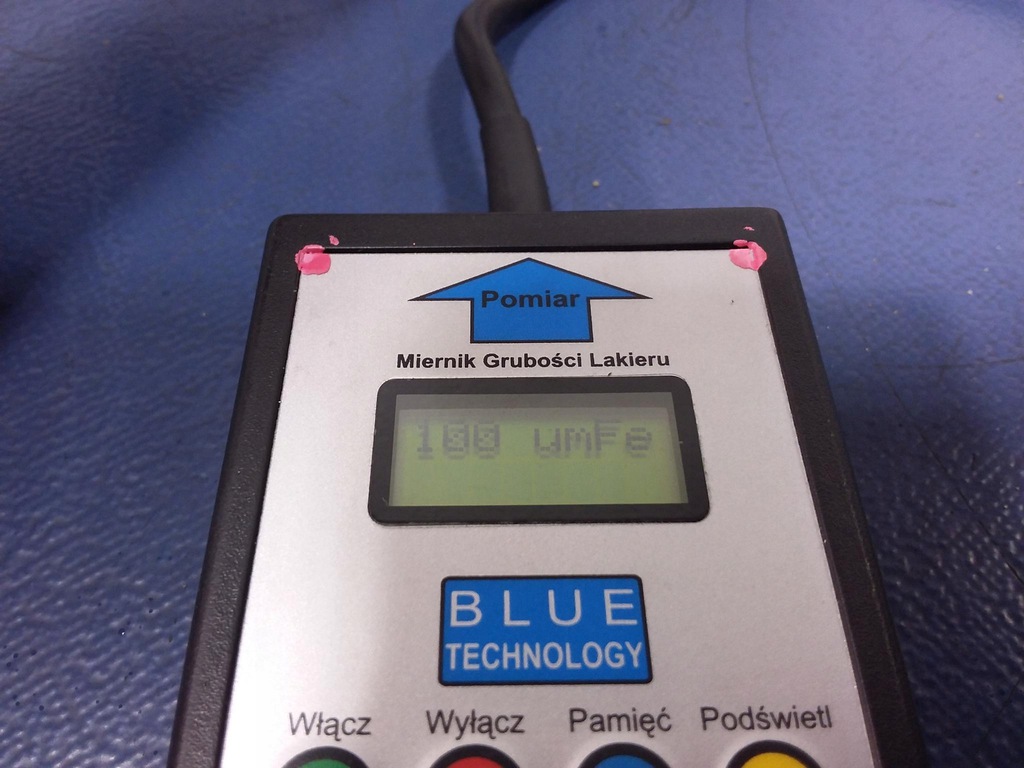 Pomiar
Miernik Grubości Lakieru
100 umFe
BLUE
TECHNOLOGY
Włącz Wyłącz Pamięć Podświetl